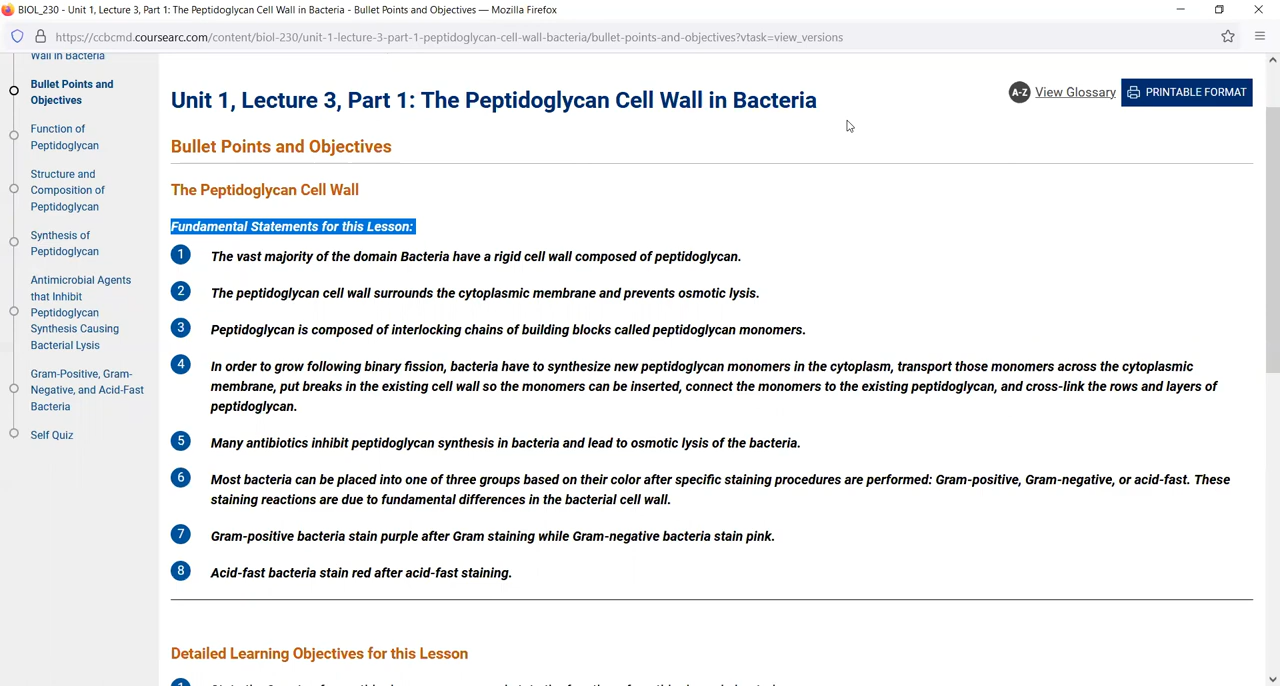 BIOL_230 - Unit 1, Lecture 3, Part 1: The Peptidoglycan Cell Wall in Bacteria - Bullet Points and Objectives — Mozilla Firefox
https://ccbcmd.coursearc.com/content/biol-230/unit-1-lecture-3-part-1-peptidoglycan-cell-wall-bacteria/bullet-points-and-objectives?vtask=view_versions
Wall in Bacteria
Bullet Points and
Objectives
Function of
Peptidoglycan
Structure and
Composition of
Peptidoglycan
Synthesis of
Peptidoglycan
Antimicrobial Agents
that Inhibit
Peptidoglycan
Synthesis Causing
Bacterial Lysis
Gram-Positive, Gram-
Negative, and Acid-Fast
Bacteria
Self Quiz
Unit 1, Lecture 3, Part 1: The Peptidoglycan Cell Wall in Bacteria
A-Z View Glossary
PRINTABLE FORMAT
Bullet Points and Objectives
The Peptidoglycan Cell Wall
Fundamental Statements for this Lesson:
1 The vast majority of the domain Bacteria have a rigid cell wall composed of peptidoglycan.
2 The peptidoglycan cell wall surrounds the cytoplasmic membrane and prevents osmotic lysis.
3 Peptidoglycan is composed of interlocking chains of building blocks called peptidoglycan monomers.
4 In order to grow following binary fission, bacteria have to synthesize new peptidoglycan monomers in the cytoplasm, transport those monomers across the cytoplasmic
membrane, put breaks in the existing cell wall so the monomers can be inserted, connect the monomers to the existing peptidoglycan, and cross-link the rows and layers of
peptidoglycan.
5 Many antibiotics inhibit peptidoglycan synthesis in bacteria and lead to osmotic lysis of the bacteria.
6 Most bacteria can be placed into one of three groups based on their color after specific staining procedures are performed: Gram-positive, Gram-negative, or acid-fast. These
staining reactions are due to fundamental differences in the bacterial cell wall.
7 Gram-positive bacteria stain purple after Gram staining while Gram-negative bacteria stain pink.
8 Acid-fast bacteria stain red after acid-fast staining.
Detailed Learning Objectives for this Lesson